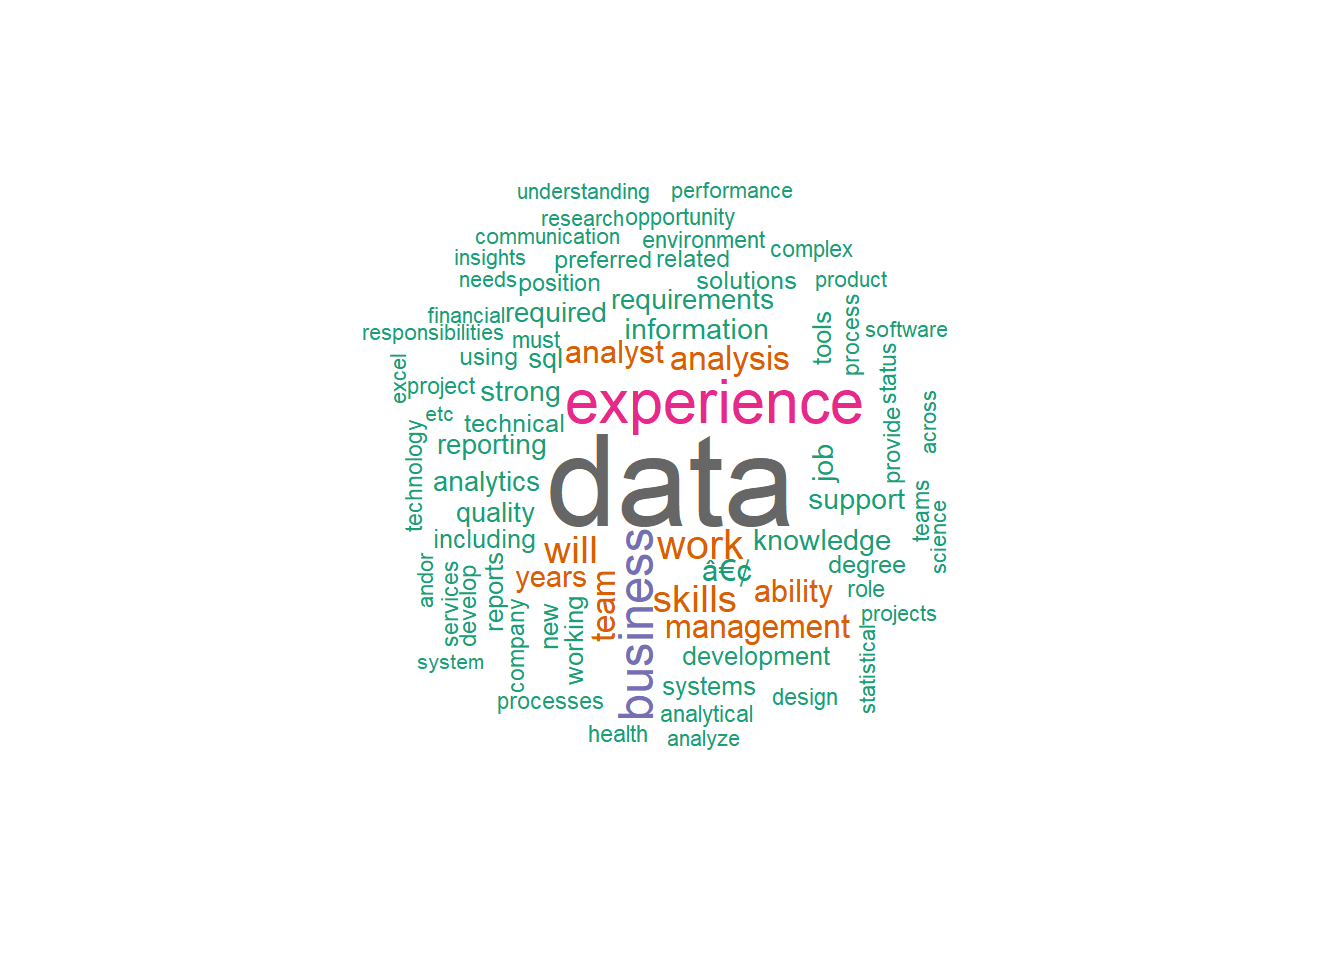 understanding
performance
research
opportunity
communication
environment
complex
insights
preferred
related
needs
position
solutions
product
financial
required
requirements
responsibilities
must
information
tools
process
software
using
sql
analyst
analysis
status
excel
project
strong
experience
etc
technical
across
technology
reporting
data
job
provide
analytics
support
quality
teams
science
including
will
business
work
knowledge
â€¢
degree
andor
services
develop
reports
years
team
skills
ability
role
projects
company
new
working
management
statistical
system
development
processes
systems
design
analytical
health
analyze